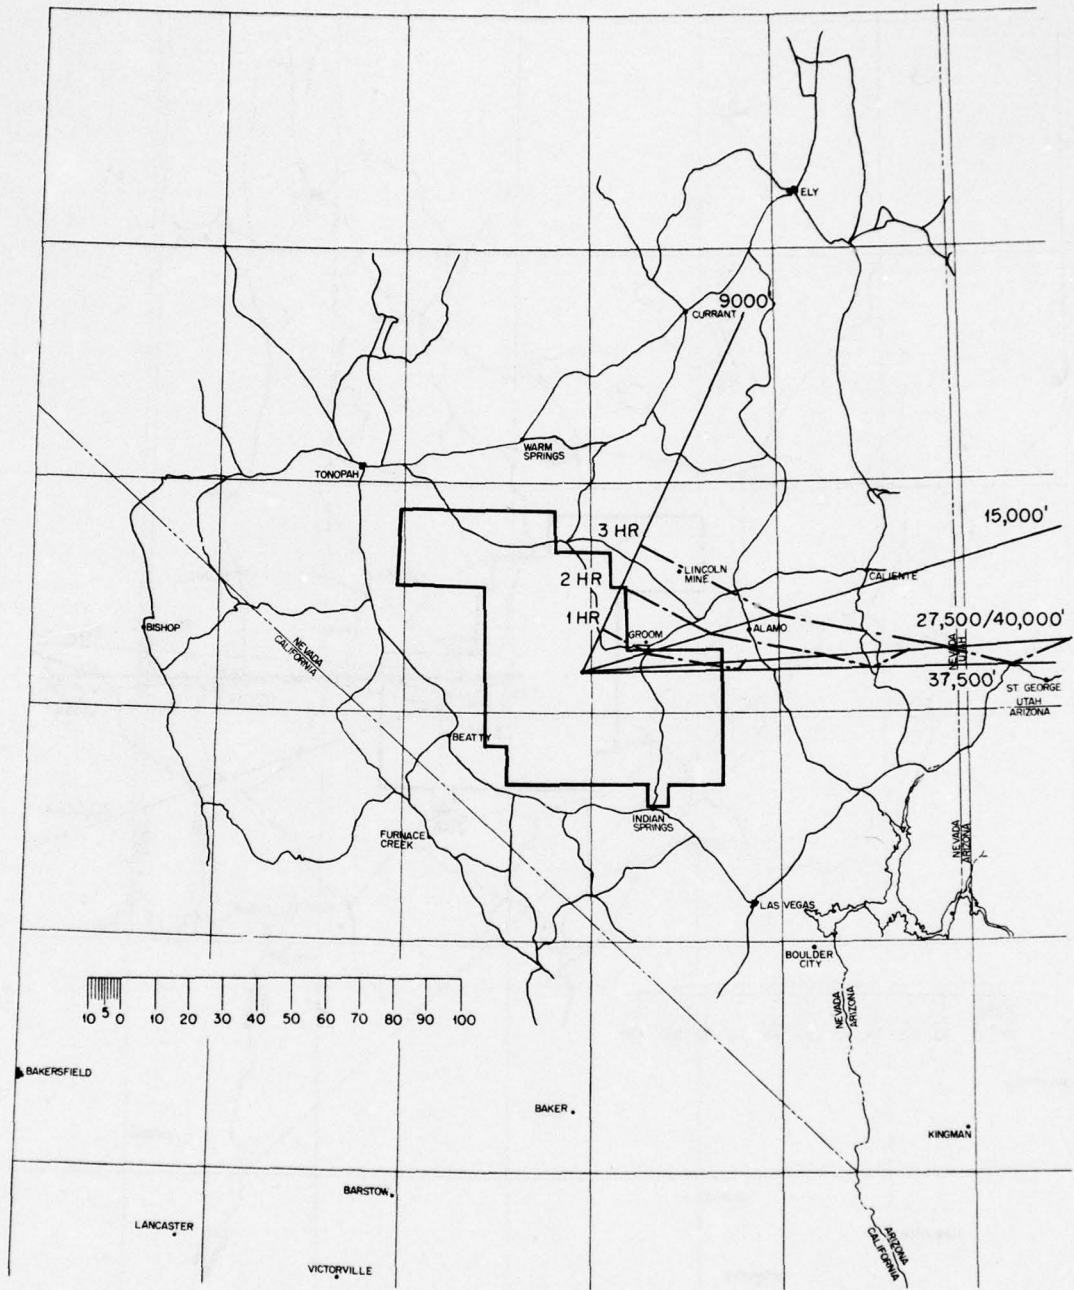 ELY
9000'
CURRANT
WARM
SPRINGS
TONOPAH
15,000'
3 HR
LINCOLN
MINE
2 HR
CALIENTE
1 HR
27,500/40,000'
BISHOP
GROOM
ALAMO
NEVADA
CALIFORNIA
NEVADA
UTAH
37,500'
ST GEORGE
UTAH
ARIZONA
BEATTY
INDIAN
SPRINGS
FURNACE
CREEK
NEVADA
ARIZONA
LAS VEGAS
BOULDER
CITY
10 5 0 10 20 30 40 50 60 70 80 90 100
NEVADA
ARIZONA
BAKERSFIELD
BAKER
KINGMAN
BARSTOW
LANCASTER
ARIZONA
CALIFORNIA
VICTORVILLE